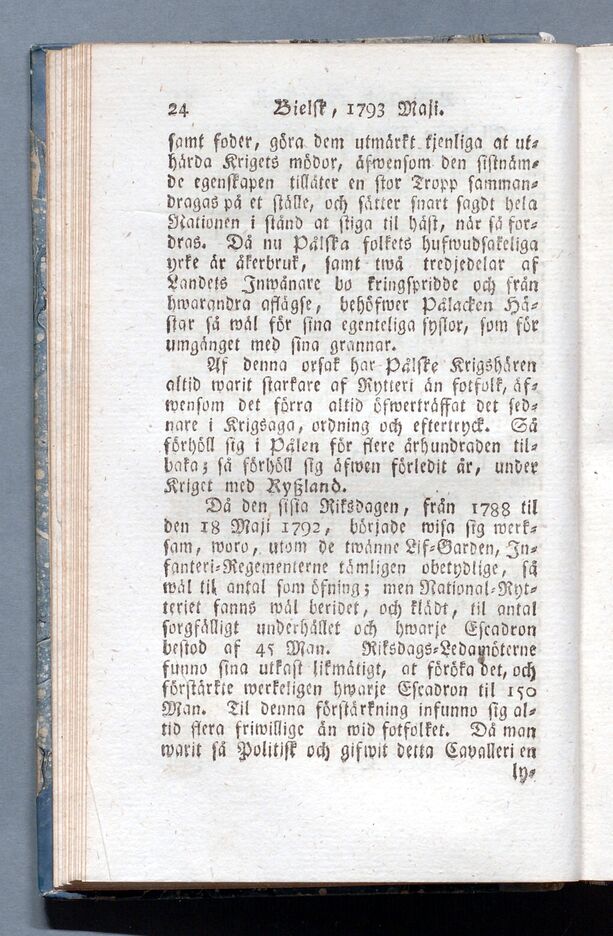 24 Bielsk, 1793 Maji.
samt foder, göra dem utmärkt tjenliga at ut-
härda Krigets mödor, äfwensom den sistnäm-
de egenskapen tilläter en stor Tropp samman-
dragas på et ställe, och sätter snart sagdt hela
Nationen i stånd at stiga til häst, när så for-
dras. Då nu Pålska folkets hufwudsakeliga
yrke är åkerbruk, samt twå tredjedelar af
Landets Inwånare bo kringspridde och från
hwarandra aflägse, behöfwer Pålacken Hä-
star så wäl för sina egenteliga syslor, som för
umgänget med sina grannar.
Af denna orsak har Pålske Krigshären
altid warit starkare af Rytteri än fotfolk, äf-
wensom det förra altid öfwerträffat det sed-
nare i Krigsaga, ordning och eftertryck. Så
förhöll sig i Pålen för flere århundraden til-
baka; så förhöll sig äfwen förledit år, under
Kriget med Ryßland.
Då den sista Riksdagen, från 1788 til
den 18 Maji 1792, började wisa sig werk-
sam, woro, utom de twänne Lif-Garden, In-
fanteri-Regementerne tämligen obetydlige, så
wäl til antal som öfning; men National-Ryt-
teriet fanns wäl beridet, och klädt, til antal
sorgfälligt underhållet och hwarje Escadron
bestod af 45 Man. Riksdags-Ledamöterne
funno sina utkast likmätigt, at föröka det, och
förstärkte werkeligen hwarje Escadron til 150
Man. Til denna förstärkning infunno sig al-
tid flera friwillige än wid fotfolket. Då man
warit så Politisk och gifwit detta Cavalleri en
ly-